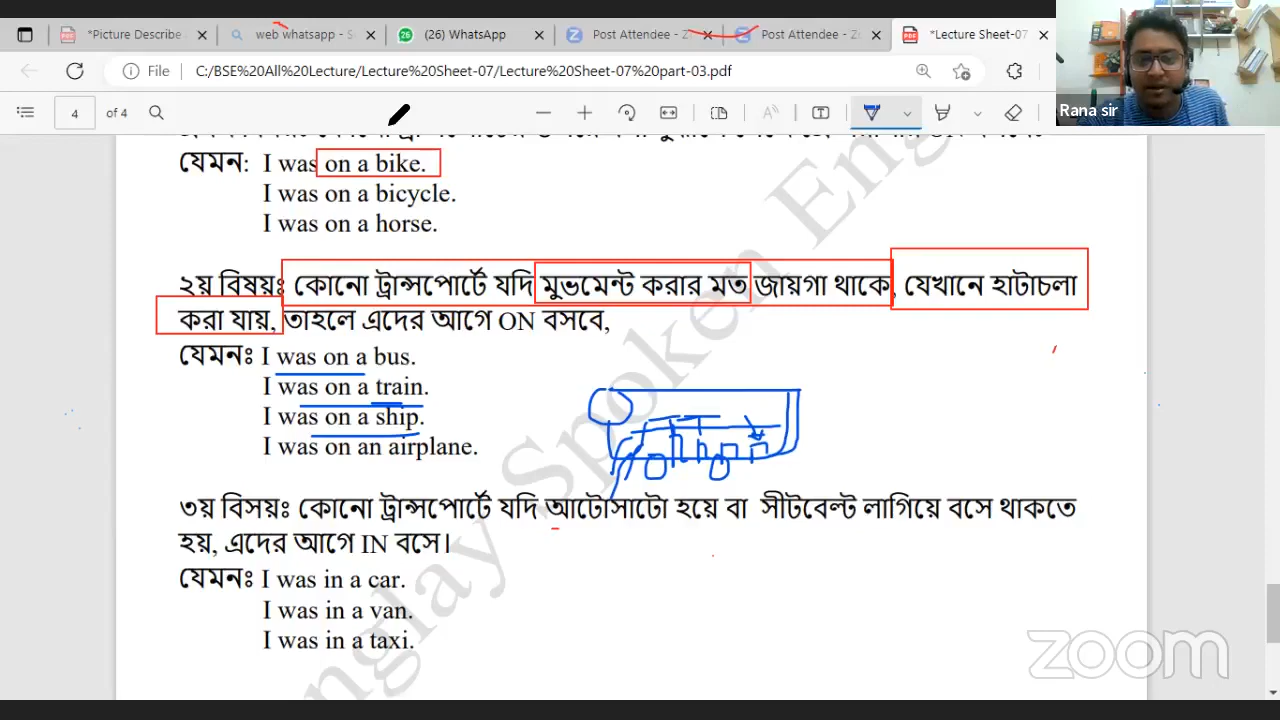 *Picture Describe
web whatsapp - S
(26) WhatsApp
Post Attendee - Z
Post Attendee - Zo
*Lecture Sheet-07
File
C:/BSE%20All%20Lecture/Lecture%20Sheet-07/Lecture%20Sheet-07%20part-03.pdf
Rana sir
4
of 4
যেমন: I was on a bike.
I was on a bicycle.
I was on a horse.
২য় বিষয়ঃ কোনো ট্রান্সপোর্টে যদি মুভমেন্ট করার মত জায়গা থাকে, যেখানে হাটাচলা
করা যায়, তাহলে এদের আগে ON বসবে,
যেমনঃ I was on a bus.
I was on a train.
I was on a ship.
I was on an airplane.
৩য় বিসয়ঃ কোনো ট্রান্সপোর্টে যদি আটোসাটো হয়ে বা সীটবেল্ট লাগিয়ে বসে থাকতে
হয়, এদের আগে IN বসে।
যেমনঃ I was in a car.
I was in a van.
I was in a taxi.
zoom
nglay Spoken Eng